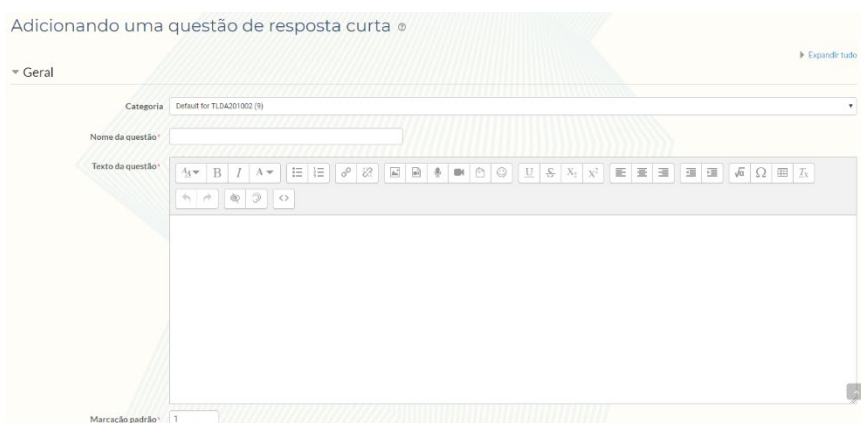 Adicionando uma questão de resposta curta
Expandir tudo
Geral
Categoria Default for TLDA201002 (9)
Nome da questão*
Texto da questão*
Marcação padrão* 1